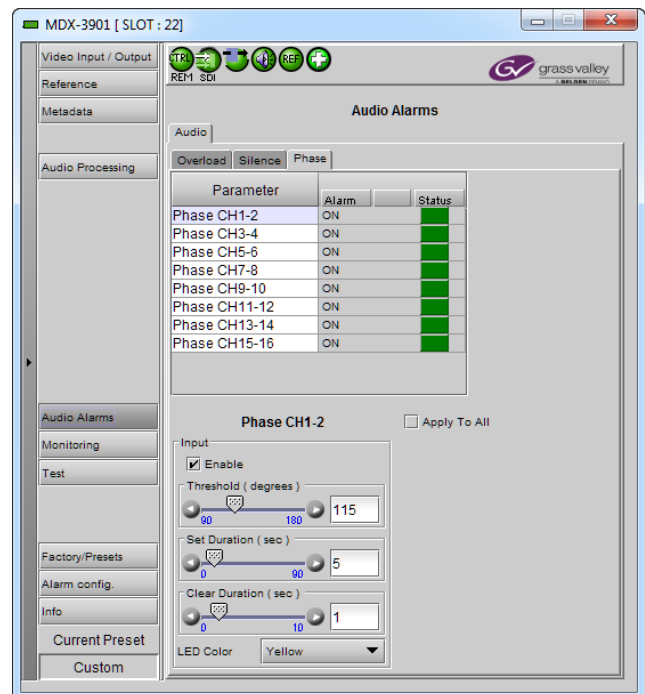 MDX-3901 [ SLOT : 22]
Video Input / Output
Reference
Metadata
Audio Processing
Audio Alarms
Monitoring
Test
Factory/Presets
Alarm config.
Info
Current Preset
Custom
CTRL
REF
REM SDI
GV grass valley
A BELDEN BRAND
Audio Alarms
Audio
Overload Silence Phase
Parameter Alarm Status
Phase CH1-2 ON
Phase CH3-4 ON
Phase CH5-6 ON
Phase CH7-8 ON
Phase CH9-10 ON
Phase CH11-12 ON
Phase CH13-14 ON
Phase CH15-16 ON
Phase CH1-2
Apply To All
Input
Enable
Threshold ( degrees )
90 180 115
Set Duration ( sec )
0 90 5
Clear Duration ( sec )
0 10 1
LED Color Yellow